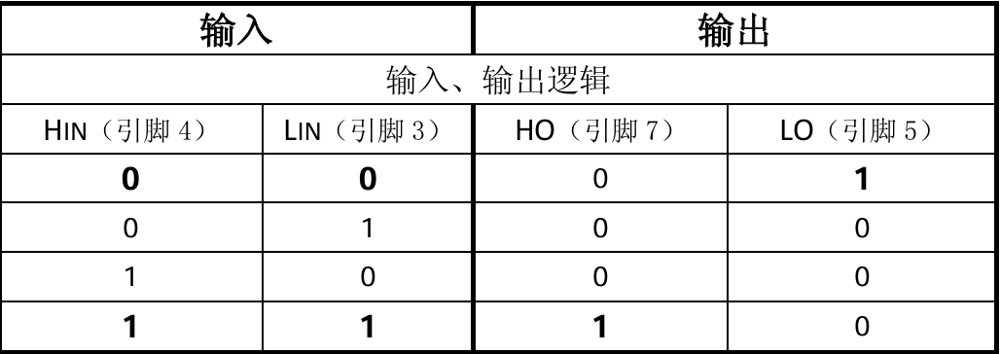 输入 输出
输入、输出逻辑
HIN（引脚 4） LIN（引脚 3） HO（引脚 7） LO（引脚 5）
0 0 0 1
0 1 0 0
1 0 0 0
1 1 1 0